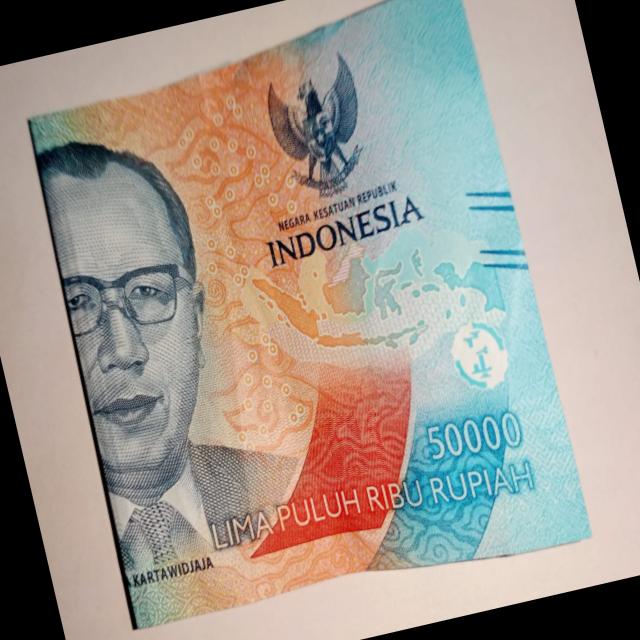 NEGARA KESATUAN REPUBLIK
INDONESIA
50000
LIMA PULUH RIBU RUPIAH
KARTAWIDJAJA